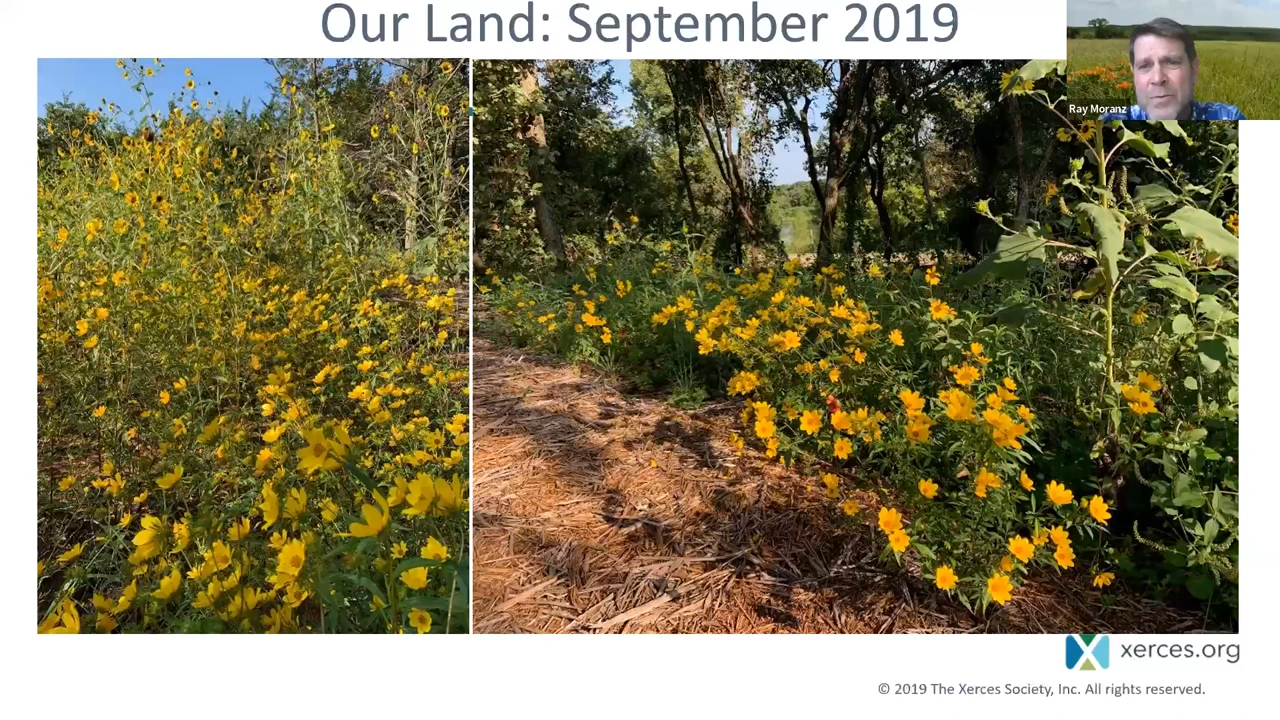 Our Land: September 2019
Ray Moranz
xerces.org
© 2019 The Xerces Society, Inc. All rights reserved.